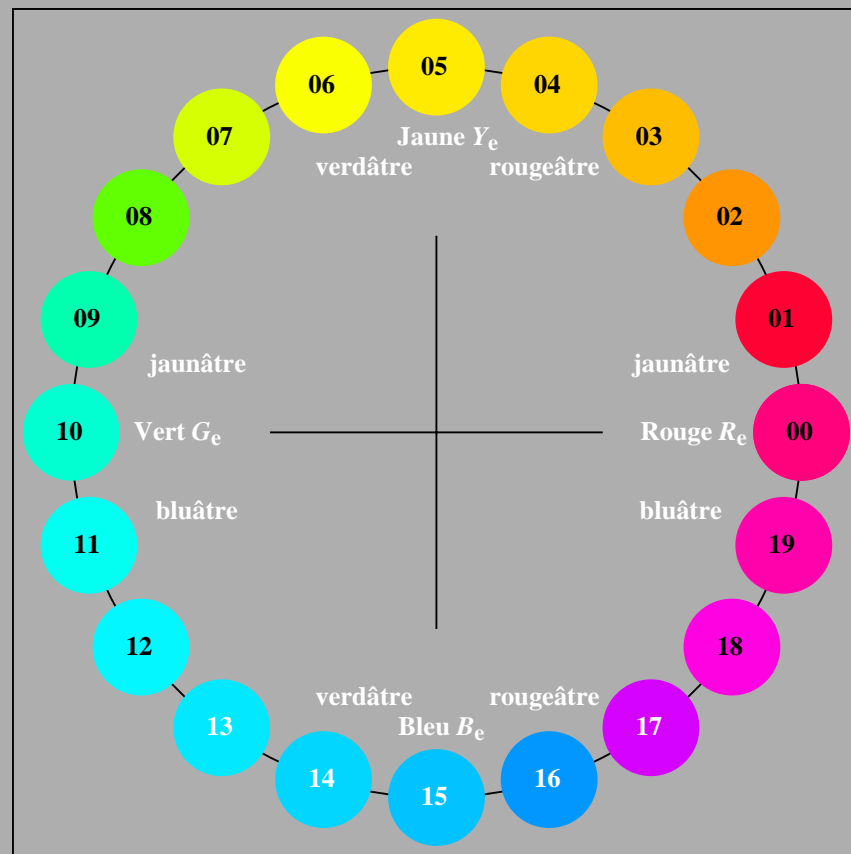 05
06 04
07 Jaune Ye 03
verdâtre rougeâtre
08 02
09 01
jaunâtre jaunâtre
10 Vert Ge Rouge Re 00
bluâtre bluâtre
11 19
12 18
verdâtre rougeâtre
13 Bleu Be 17
14 16
15